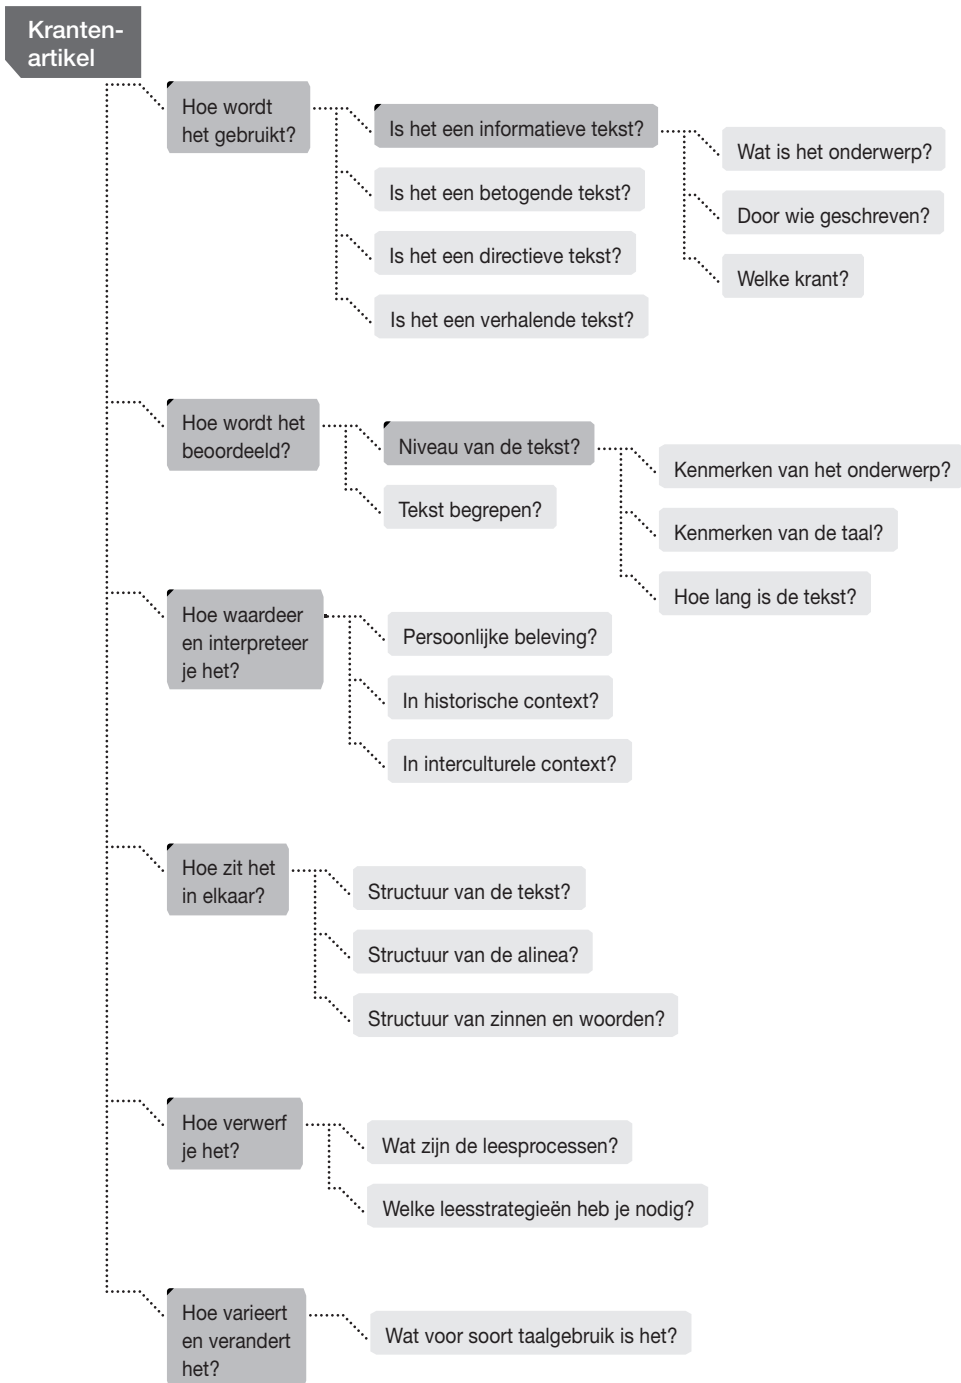 Kranten-
artikel
Hoe wordt
het gebruikt?
Is het een informatieve tekst?
Wat is het onderwerp?
Door wie geschreven?
Welke krant?
Is het een betogende tekst?
Is het een directieve tekst?
Is het een verhalende tekst?
Hoe wordt het
beoordeeld?
Niveau van de tekst?
Kenmerken van het onderwerp?
Kenmerken van de taal?
Hoe lang is de tekst?
Tekst begrepen?
Hoe waardeer
en interpreteer
je het?
Persoonlijke beleving?
In historische context?
In interculturele context?
Hoe zit het
in elkaar?
Structuur van de tekst?
Structuur van de alinea?
Structuur van zinnen en woorden?
Hoe verwerf
je het?
Wat zijn de leesprocessen?
Welke leesstrategieën heb je nodig?
Hoe varieert
en verandert
het?
Wat voor soort taalgebruik is het?